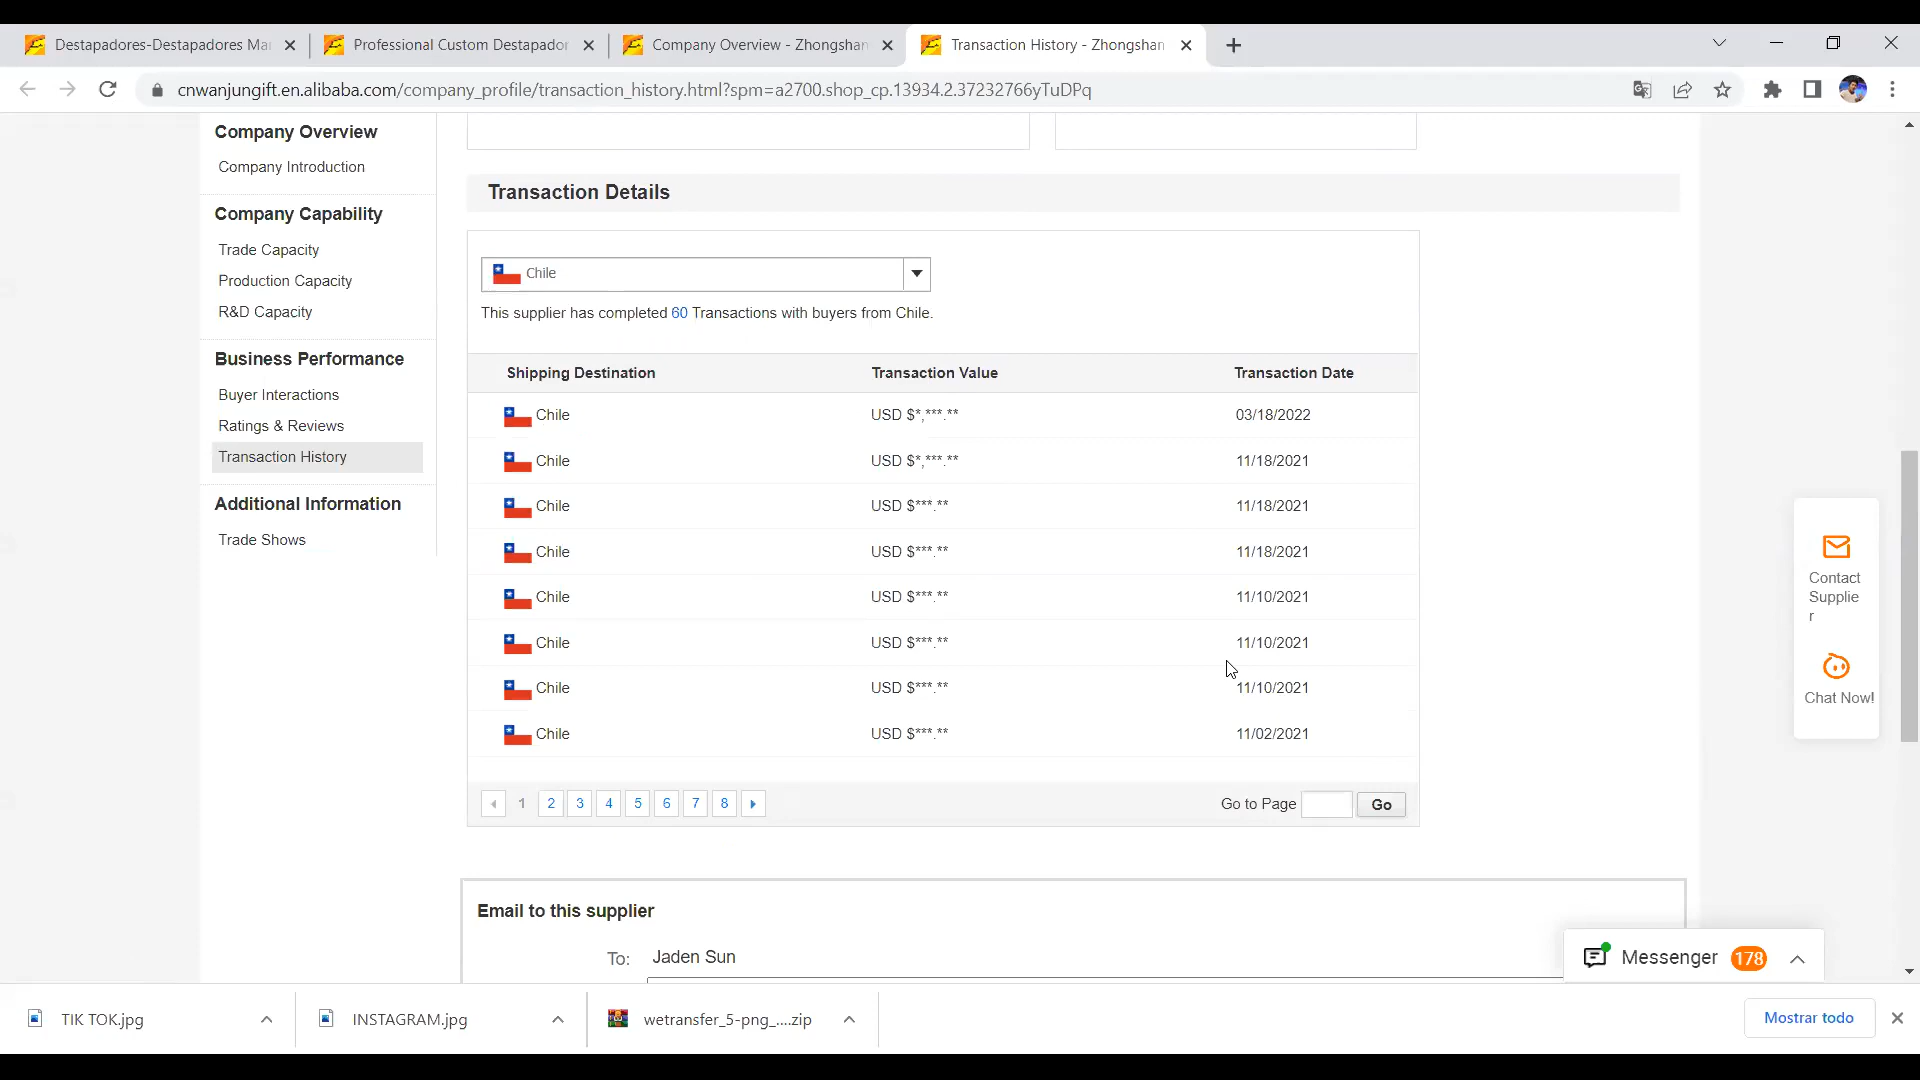 Destapadores-Destapadores Ma
Professional Custom Destapador
Company Overview - Zhongshan
Transaction History - Zhongshan
cnwanjungift.en.alibaba.com/company_profile/transaction_history.html?spm=a2700.shop_cp.13934.2.37232766yTuDPq
Company Overview
Company Introduction
Company Capability
Trade Capacity
Production Capacity
R&D Capacity
Business Performance
Buyer Interactions
Ratings & Reviews
Transaction History
Additional Information
Trade Shows
Transaction Details
Chile
This supplier has completed 60 Transactions with buyers from Chile.
Shipping Destination Transaction Value Transaction Date
Chile USD $*,***.** 03/18/2022
Chile USD $*,***.** 11/18/2021
Chile USD $***.** 11/18/2021
Chile USD $***.** 11/18/2021
Chile USD $***.** 11/10/2021
Chile USD $***.** 11/10/2021
Chile USD $***.** 11/10/2021
Chile USD $***.** 11/02/2021
1 2 3 4 5 6 7 8 Go to Page Go
Email to this supplier
To: Jaden Sun
Contact
Supplie
r
Chat Now!
Messenger 178
TIK TOK.jpg
INSTAGRAM.jpg
wetransfer_5-png_....zip
Mostrar todo